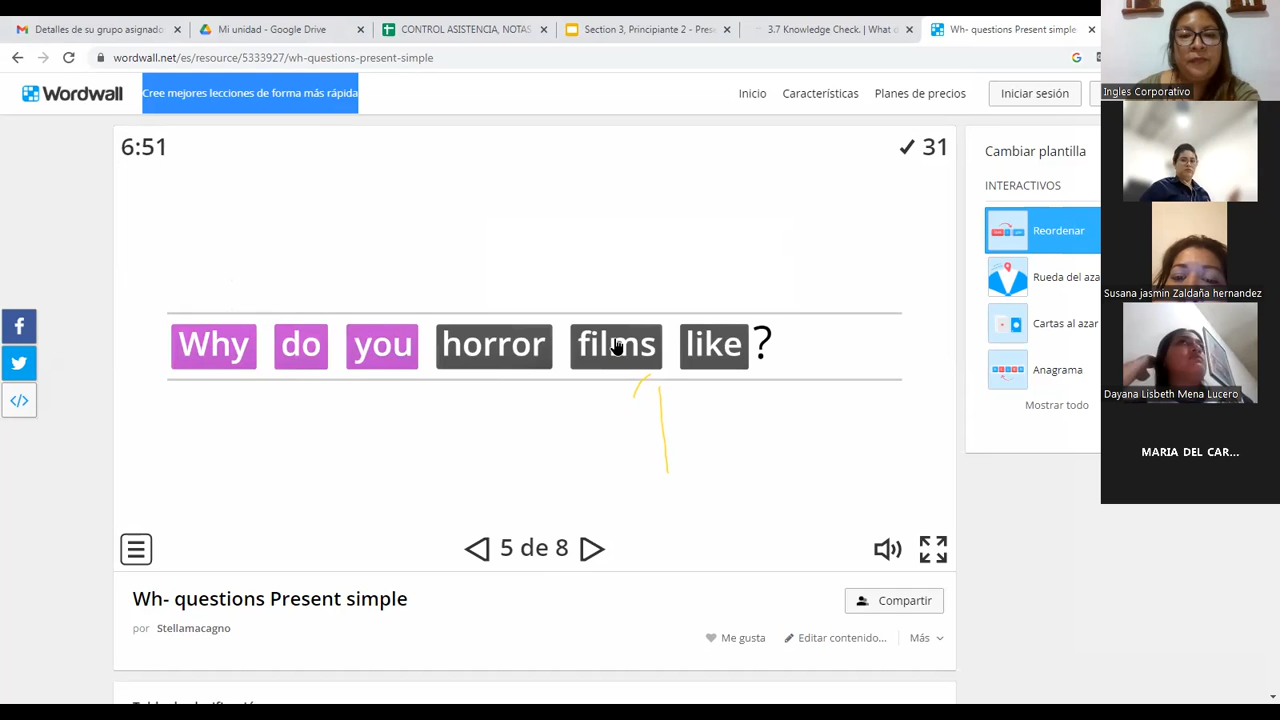 Detalles de su grupo asignado
Mi unidad - Google Drive
CONTROL ASISTENCIA, NOTAS
Section 3, Principiante 2 - Pres
3.7 Knowledge Check. | What d
Wh- questions Present simple
wordwall.net/es/resource/5333927/wh-questions-present-simple
Wordwall
Cree mejores lecciones de forma más rápida
Inicio
Características
Planes de precios
Iniciar sesión
Ingles Corporativo
6:51
31
Cambiar plantilla
INTERACTIVOS
Reordenar
Rueda del aza
Cartas al azar
Anagrama
Mostrar todo
Susana jasmin Zaldaña hernandez
Why do you horror films like ?
Dayana Lisbeth Mena Lucero
MARIA DEL CAR...
5 de 8
Wh- questions Present simple
Compartir
por Stellamacagno
Me gusta
Editar contenido...
Más